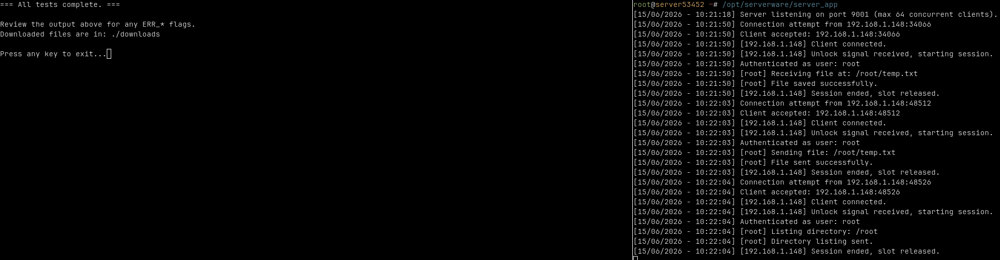 === All tests complete. ===
Review the output above for any ERR_* flags.
Downloaded files are in: ./downloads
Press any key to exit...
root@server53452 ~# /opt/serverware/server_app
[15/06/2026 - 10:21:18] Server listening on port 9001 (max 64 concurrent clients).
[15/06/2026 - 10:21:50] Connection attempt from 192.168.1.148:34066
[15/06/2026 - 10:21:50] Client accepted: 192.168.1.148:34066
[15/06/2026 - 10:21:50] [192.168.1.148] Client connected.
[15/06/2026 - 10:21:50] [192.168.1.148] Unlock signal received, starting session.
[15/06/2026 - 10:21:50] Authenticated as user: root
[15/06/2026 - 10:21:50] [root] Receiving file at: /root/temp.txt
[15/06/2026 - 10:21:50] [root] File saved successfully.
[15/06/2026 - 10:21:50] [192.168.1.148] Session ended, slot released.
[15/06/2026 - 10:22:03] Connection attempt from 192.168.1.148:48512
[15/06/2026 - 10:22:03] Client accepted: 192.168.1.148:48512
[15/06/2026 - 10:22:03] [192.168.1.148] Client connected.
[15/06/2026 - 10:22:03] [192.168.1.148] Unlock signal received, starting session.
[15/06/2026 - 10:22:03] Authenticated as user: root
[15/06/2026 - 10:22:03] [root] Sending file: /root/temp.txt
[15/06/2026 - 10:22:03] [root] File sent successfully.
[15/06/2026 - 10:22:03] [192.168.1.148] Session ended, slot released.
[15/06/2026 - 10:22:04] Connection attempt from 192.168.1.148:48526
[15/06/2026 - 10:22:04] Client accepted: 192.168.1.148:48526
[15/06/2026 - 10:22:04] [192.168.1.148] Client connected.
[15/06/2026 - 10:22:04] [192.168.1.148] Unlock signal received, starting session.
[15/06/2026 - 10:22:04] Authenticated as user: root
[15/06/2026 - 10:22:04] [root] Listing directory: /root
[15/06/2026 - 10:22:04] [root] Directory listing sent.
[15/06/2026 - 10:22:04] [192.168.1.148] Session ended, slot released.